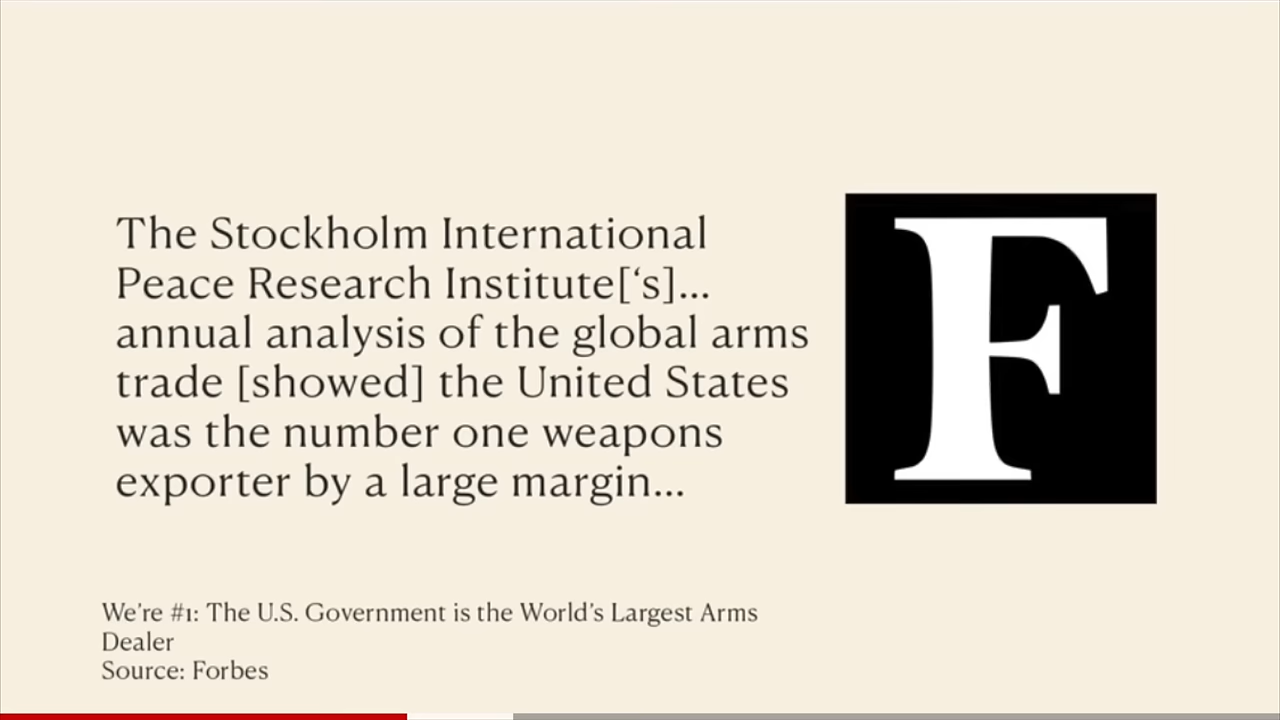 The Stockholm International
Peace Research Institute[‘s]...
annual analysis of the global arms
trade [showed] the United States
was the number one weapons
exporter by a large margin...
F
We’re #1: The U.S. Government is the World’s Largest Arms
Dealer
Source: Forbes